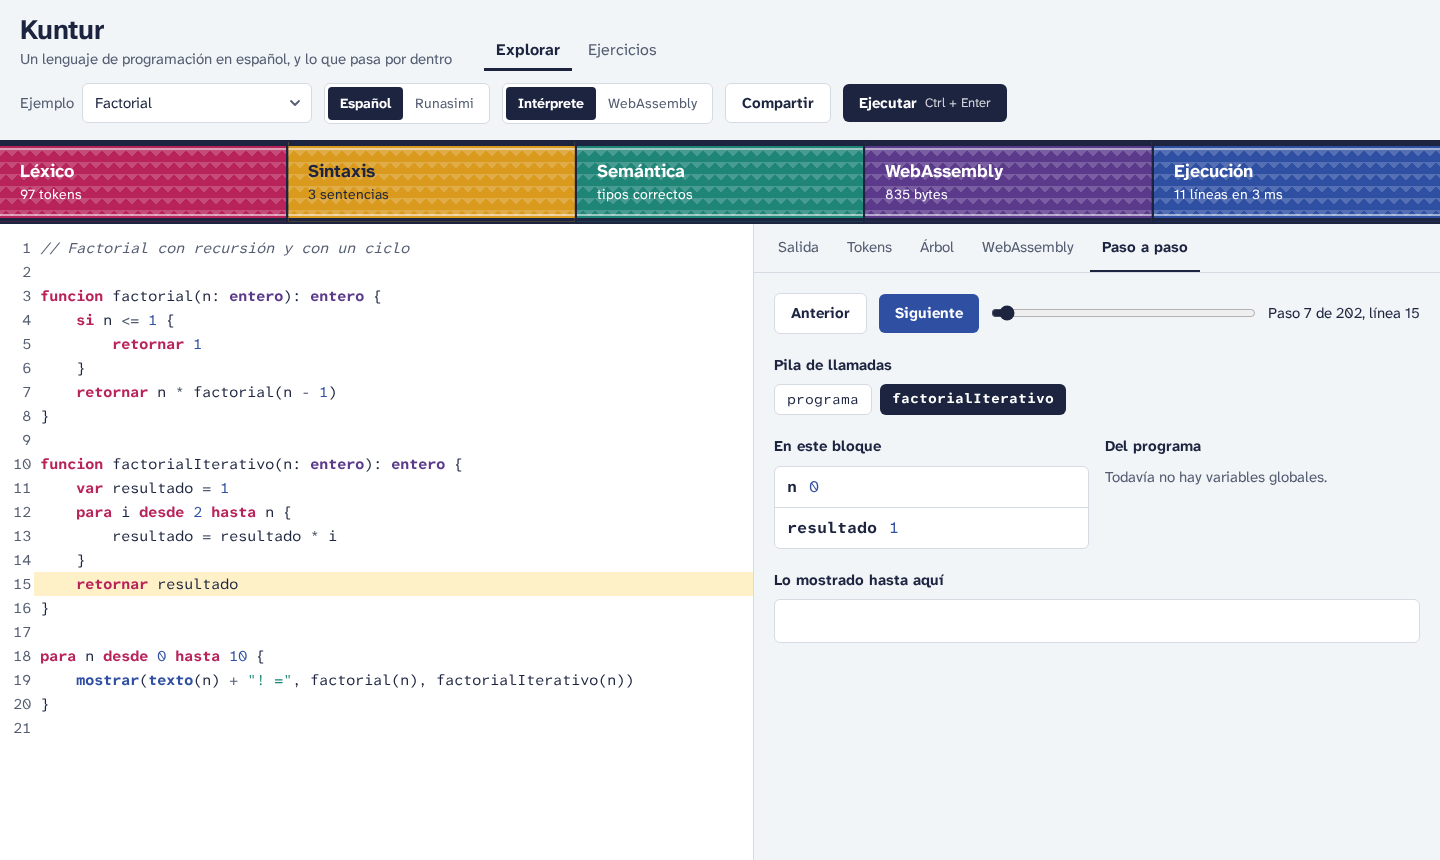 Kuntur
Un lenguaje de programación en español, y lo que pasa por dentro
Explorar
Ejercicios
Ejemplo
Factorial
Español
Runasimi
Intérprete
WebAssembly
Compartir
Ejecutar Ctrl + Enter
Léxico
97 tokens
Sintaxis
3 sentencias
Semántica
tipos correctos
WebAssembly
835 bytes
Ejecución
11 líneas en 3 ms
1 // Factorial con recursión y con un ciclo
2
3 funcion factorial(n: entero): entero {
4     si n <= 1 {
5         retornar 1
6     }
7     retornar n * factorial(n - 1)
8 }
9
10 funcion factorialIterativo(n: entero): entero {
11     var resultado = 1
12     para i desde 2 hasta n {
13         resultado = resultado * i
14     }
15     retornar resultado
16 }
17
18 para n desde 0 hasta 10 {
19     mostrar(texto(n) + "! =", factorial(n), factorialIterativo(n))
20 }
21
Salida
Tokens
Árbol
WebAssembly
Paso a paso
Anterior
Siguiente
Paso 7 de 202, línea 15
Pila de llamadas
programa
factorialIterativo
En este bloque
n 0
resultado 1
Del programa
Todavía no hay variables globales.
Lo mostrado hasta aquí